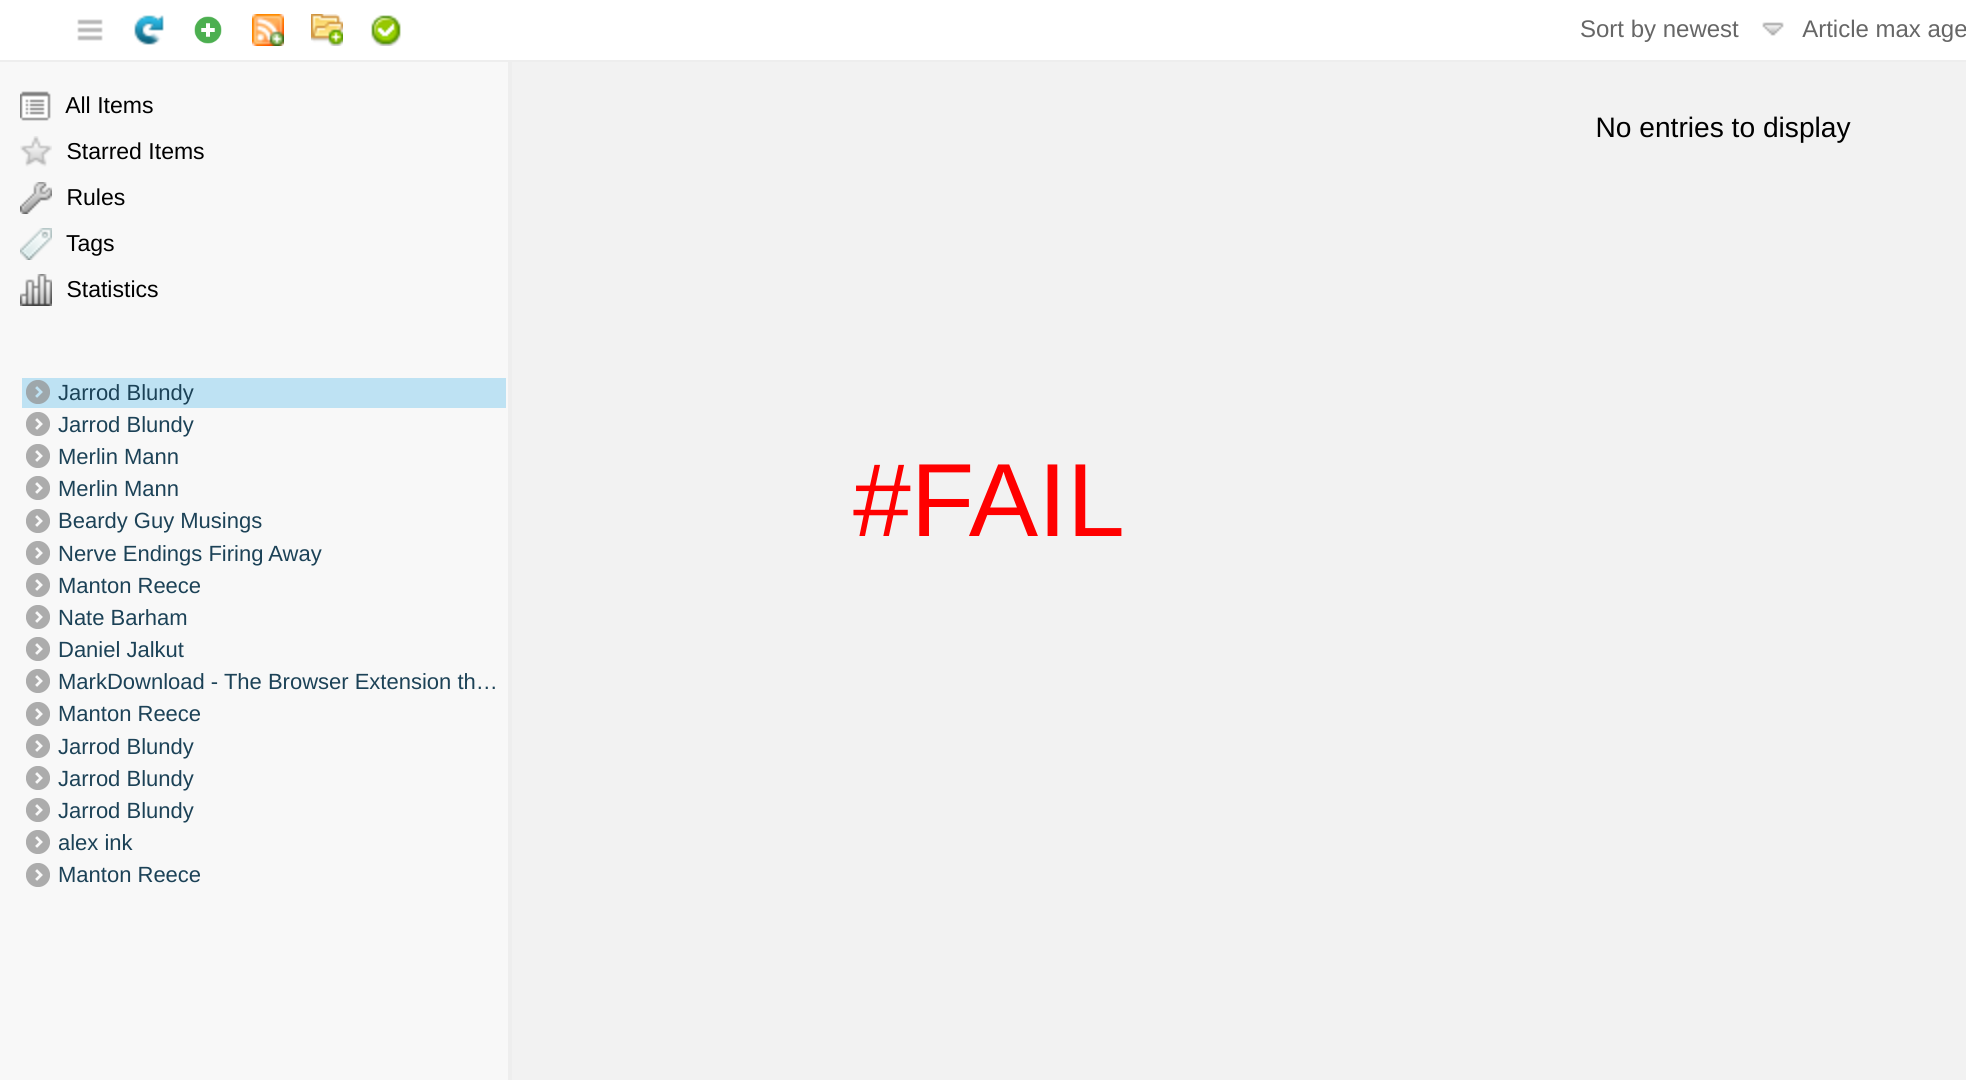 Sort by newest Article max age
All Items
Starred Items
Rules
Tags
Statistics
No entries to display
Jarrod Blundy
Jarrod Blundy
Merlin Mann
Merlin Mann
Beardy Guy Musings
Nerve Endings Firing Away
Manton Reece
Nate Barham
Daniel Jalkut
MarkDownload - The Browser Extension th…
Manton Reece
Jarrod Blundy
Jarrod Blundy
Jarrod Blundy
alex ink
Manton Reece
#FAIL